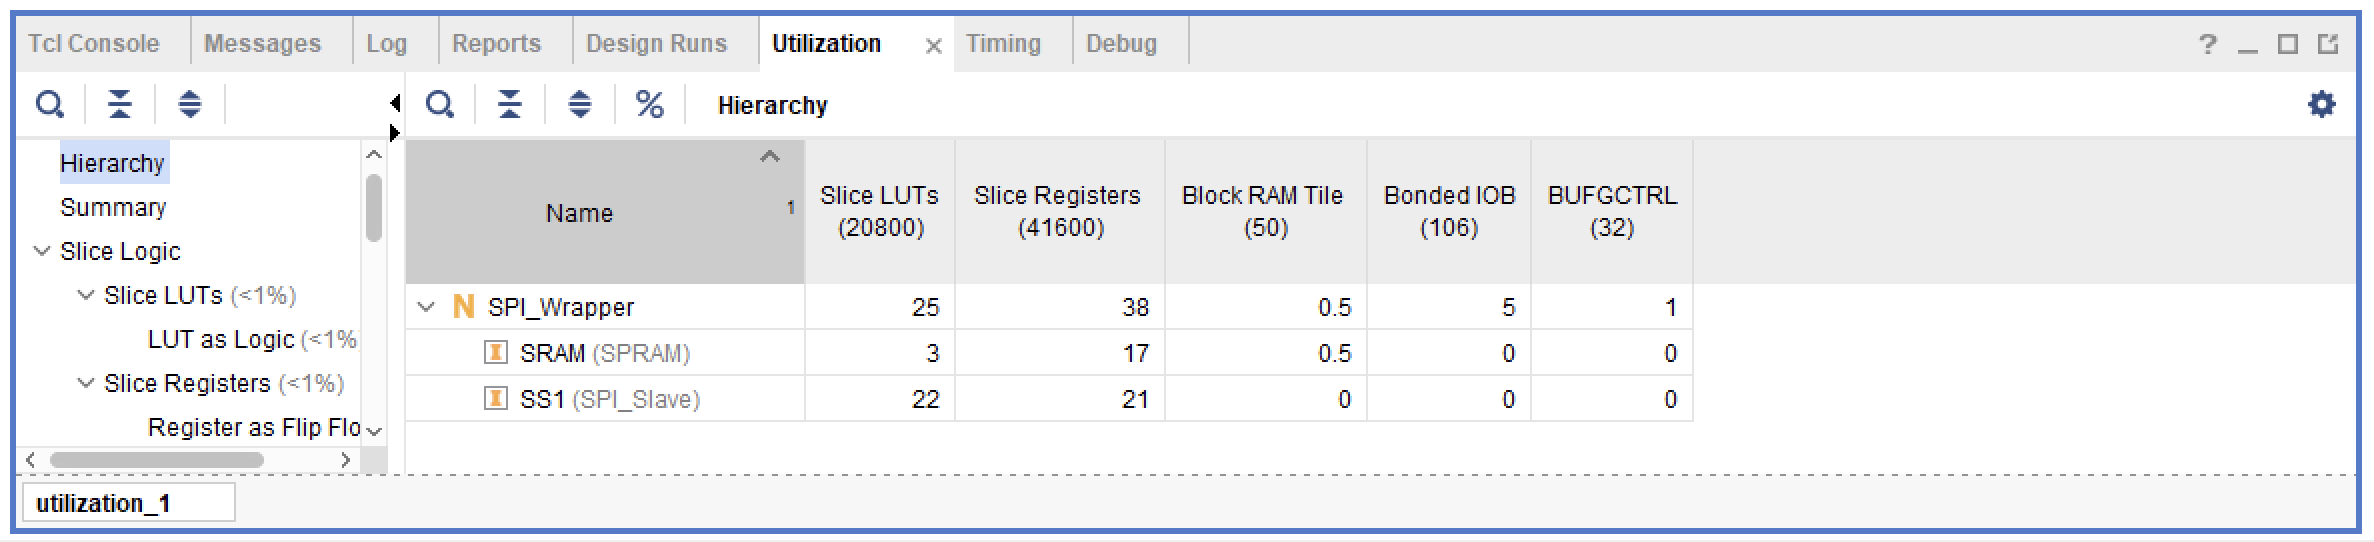 Tcl Console Messages Log Reports Design Runs Utilization × Timing Debug ?
% Hierarchy
Hierarchy
Summary
Slice Logic
Slice LUTs (<1%)
LUT as Logic (<1%
Slice Registers (<1%)
Register as Flip Flo
Name 1 Slice LUTs (20800) Slice Registers (41600) Block RAM Tile (50) Bonded IOB (106) BUFGCTRL (32)
N SPI_Wrapper 25 38 0.5 5 1
I SRAM (SPRAM) 3 17 0.5 0 0
I SS1 (SPI_Slave) 22 21 0 0 0
utilization_1